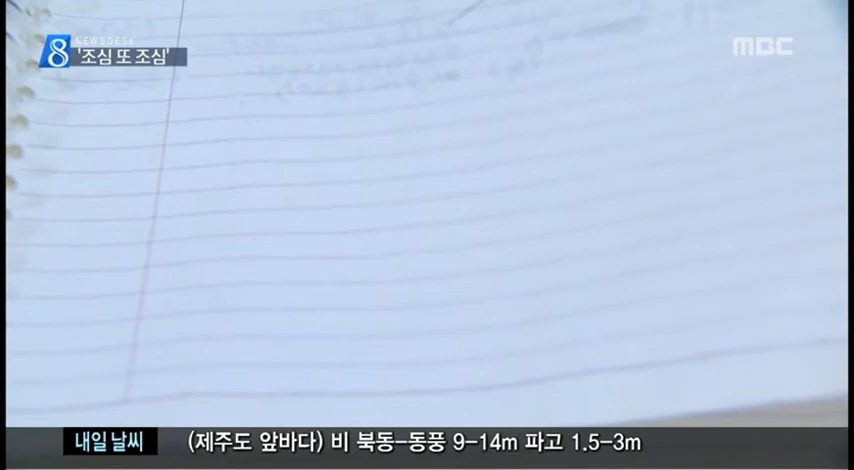 8 NEWSDESK
'조심 또 조심'
MBC
내일 날씨 (제주도 앞바다) 비 북동-동풍 9-14m 파고 1.5-3m